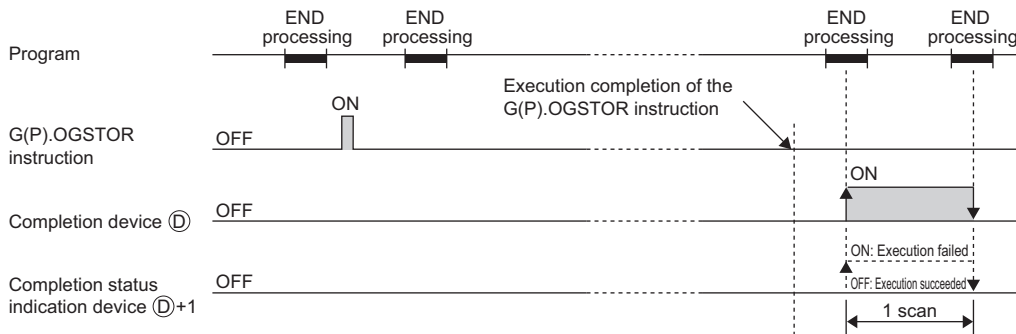 END
processing
END
processing
END
processing
END
processing
Program
Execution completion of the
G(P).OGSTOR instruction
ON
G(P).OGSTOR
instruction
OFF
ON
Completion device Ⓓ
OFF
ON: Execution failed
Completion status
indication device Ⓓ+1
OFF
OFF: Execution succeeded
1 scan